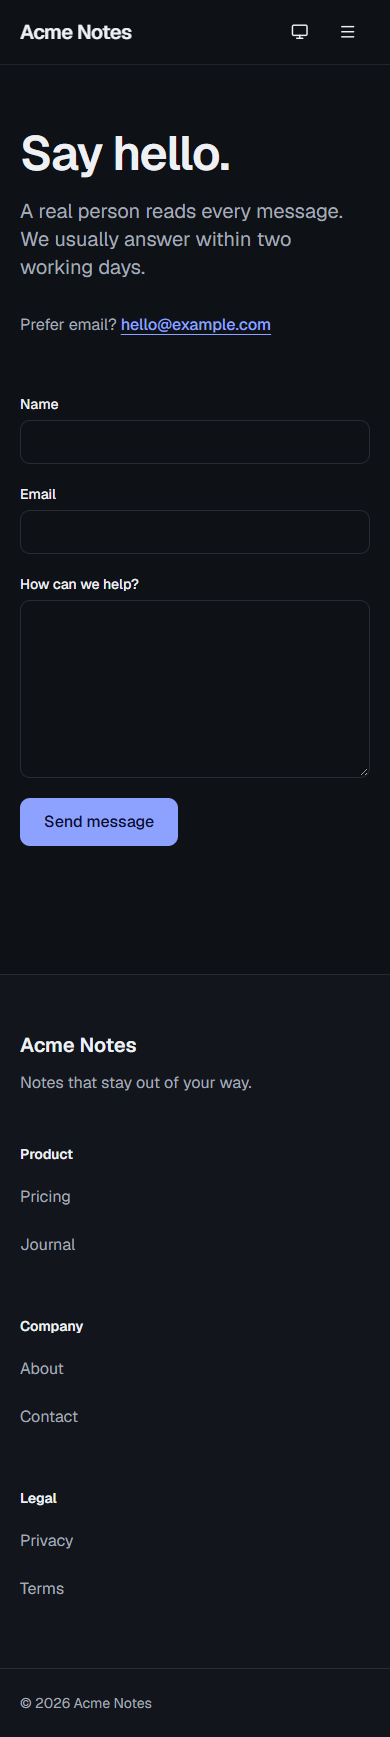 Acme Notes
Say hello.
A real person reads every message.
We usually answer within two
working days.
Prefer email? hello@example.com
Name
Email
How can we help?
Send message
Acme Notes
Notes that stay out of your way.
Product
Pricing
Journal
Company
About
Contact
Legal
Privacy
Terms
© 2026 Acme Notes